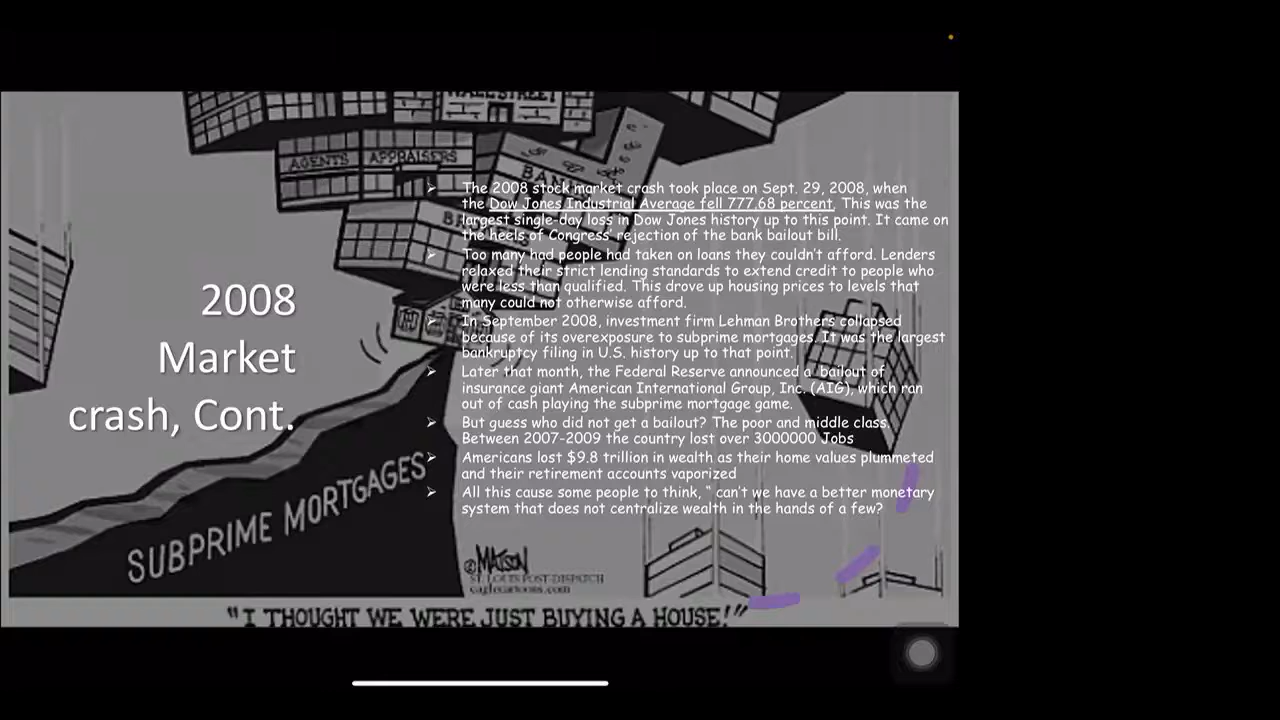 WALL STREET
AGENTS APPRAISERS
2008
Market
crash, Cont.
➢ The 2008 stock market crash took place on Sept. 29, 2008, when
the Dow Jones Industrial Average fell 777.68 percent. This was the
largest single-day loss in Dow Jones history up to this point. It came on
the heels of Congress' rejection of the bank bailout bill.
➢ Too many had people had taken on loans they couldn't afford. Lenders
relaxed their strict lending standards to extend credit to people who
were less than qualified. This drove up housing prices to levels that
many could not otherwise afford.
➢ In September 2008, investment firm Lehman Brothers collapsed
because of its overexposure to subprime mortgages. It was the largest
bankruptcy filing in U.S. history up to that point.
➢ Later that month, the Federal Reserve announced a bailout of
insurance giant American International Group, Inc. (AIG), which ran
out of cash playing the subprime mortgage game.
➢ But guess who did not get a bailout? The poor and middle class.
Between 2007-2009 the country lost over 3000000 Jobs
➢ Americans lost $9.8 trillion in wealth as their home values plummeted
and their retirement accounts vaporized
➢ All this cause some people to think, “ can't we have a better monetary
system that does not centralize wealth in the hands of a few?
SUBPRIME MORTGAGES
©MATSON
ST. LOUIS POST-DISPATCH
caglecartoons.com
"I THOUGHT WE WERE JUST BUYING A HOUSE!"